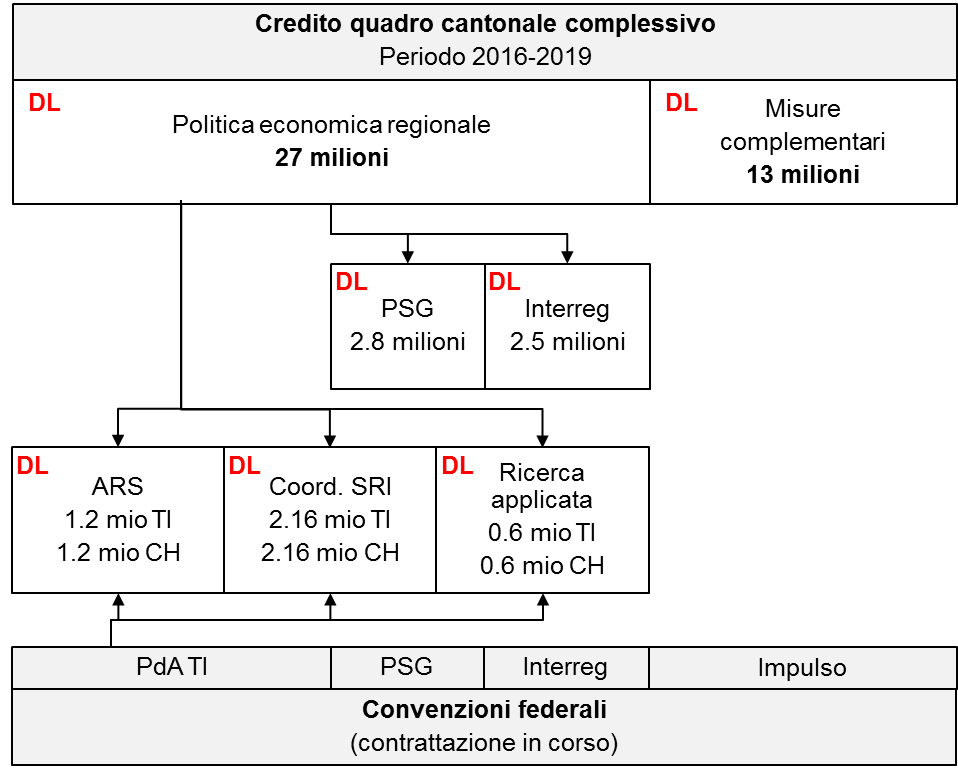 Credito quadro cantonale complessivo
Periodo 2016-2019
DL
Politica economica regionale
27 milioni
DL
Misure
complementari
13 milioni
DL
PSG
2.8 milioni
DL
Interreg
2.5 milioni
DL
ARS
1.2 mio TI
1.2 mio CH
DL
Coord. SRI
2.16 mio TI
2.16 mio CH
DL
Ricerca
applicata
0.6 mio TI
0.6 mio CH
PdA TI
PSG
Interreg
Impulso
Convenzioni federali
(contrattazione in corso)